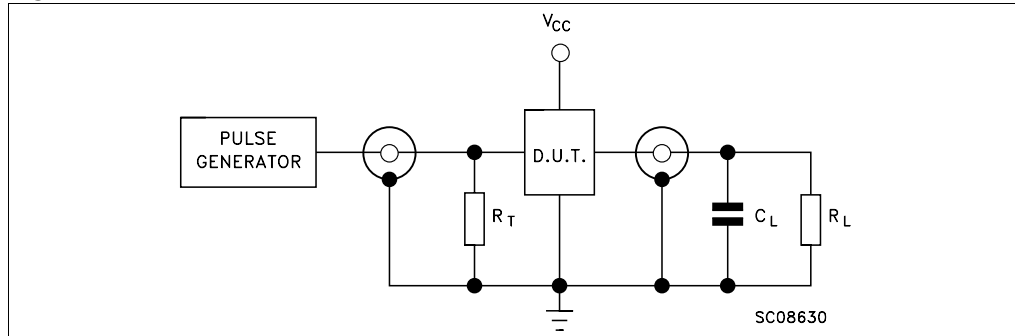 VCC
PULSE
GENERATOR
D.U.T.
RT
CL
RL
SC08630